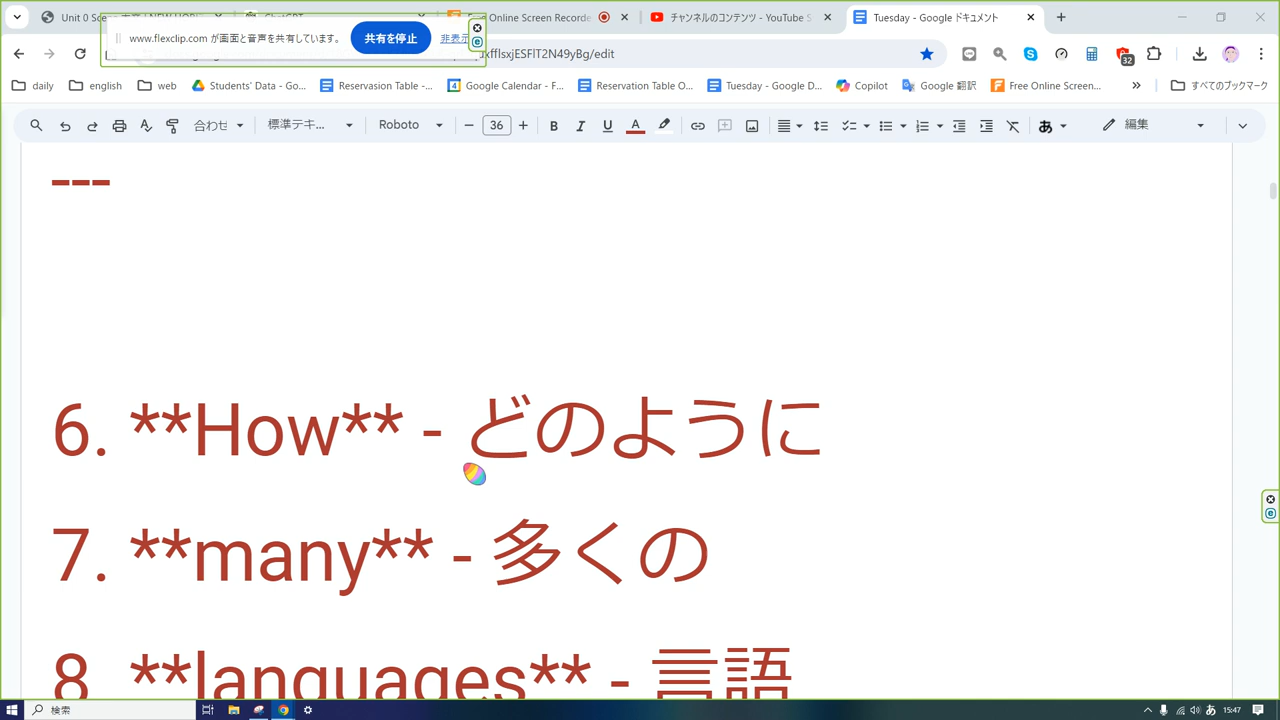 チャンネルのコンテンツ - YouTube S
Tuesday - Google ドキュメント
www.flexclip.com が画面と音声を共有しています。
共有を停止
非表示
Online Screen Recorde
JxfflsxjESFlT2N49yBg/edit
32
daily
english
web
Students' Data - Go...
Reservasion Table -...
Google Calendar - F...
Reservation Table O...
Tuesday - Google D...
Copilot
Google 翻訳
Free Online Screen...
すべてのブックマーク
合わせ
標準テキ...
Roboto
36
編集
---
6. **How** - どのように
7. **many** - 多くの
8. **languages** - 言語
検索
あ
15:47